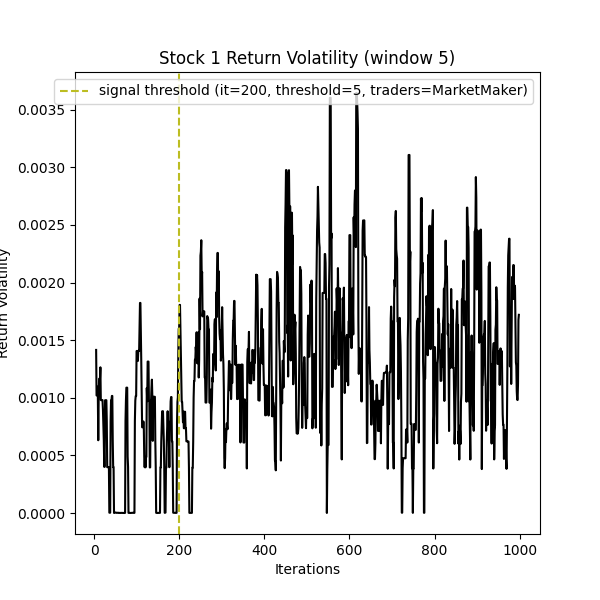 Stock 1 Return Volatility (window 5)
signal threshold (it=200, threshold=5, traders=MarketMaker)
0.0035
0.0030
0.0025
0.0020
0.0015
0.0010
0.0005
0.0000
Return Volatility
0 200 400 600 800 1000
Iterations